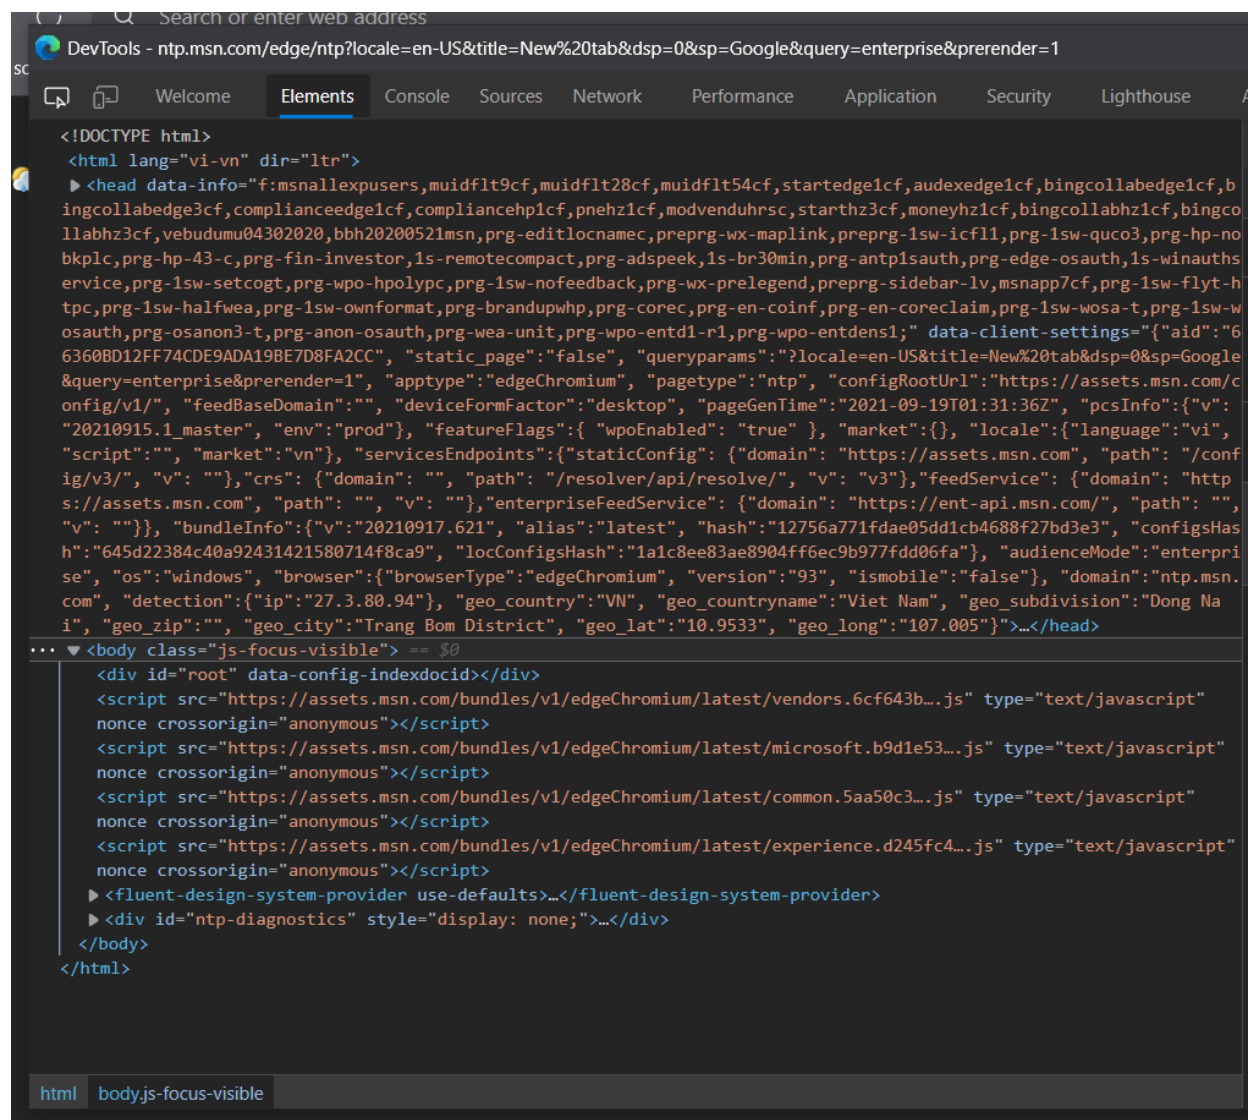 Search or enter web address
DevTools - ntp.msn.com/edge/ntp?locale=en-US&title=New%20tab&dsp=0&sp=Google&query=enterprise&prerender=1
Welcome Elements Console Sources Network Performance Application Security Lighthouse
<!DOCTYPE html>
<html lang="vi-vn" dir="ltr">
<head data-info="f:msnallexpusers,muidflt9cf,muidflt28cf,muidflt54cf,startedge1cf,audexedge1cf,bingcollabedge1cf,b
ingcollabedge3cf,complianceedge1cf,compliancehp1cf,pnehz1cf,modvenduhrsc,starthz3cf,moneyhz1cf,bingcollabhz1cf,bingco
llabhz3cf,vebudumu04302020,bbh20200521msn,prg-editlocnamec,preprg-wx-maplink,preprg-1sw-icfl1,prg-1sw-quco3,prg-hp-no
bkplc,prg-hp-43-c,prg-fin-investor,1s-remotecompact,prg-adspeek,1s-br30min,prg-antp1sauth,prg-edge-osauth,1s-winauths
ervice,prg-1sw-setcogt,prg-wpo-hpolypc,prg-1sw-nofeedback,prg-wx-prelegend,preprg-sidebar-lv,msnapp7cf,prg-1sw-flyt-h
tpc,prg-1sw-halfwea,prg-1sw-ownformat,prg-brandupwhp,prg-corec,prg-en-coinf,prg-en-coreclaim,prg-1sw-wosa-t,prg-1sw-w
osauth,prg-osanon3-t,prg-anon-osauth,prg-wea-unit,prg-wpo-entd1-r1,prg-wpo-entdens1;" data-client-settings="{"aid":"6
6360BD12FF74CDE9ADA19BE7D8FA2CC", "static_page":"false", "queryparams":"?locale=en-US&title=New%20tab&dsp=0&sp=Google
&query=enterprise&prerender=1", "apptype":"edgeChromium", "pagetype":"ntp", "configRootUrl":"https://assets.msn.com/c
onfig/v1/", "feedBaseDomain":"", "deviceFormFactor":"desktop", "pageGenTime":"2021-09-19T01:31:36Z", "pcsInfo":{"v":
"20210915.1_master", "env":"prod"}, "featureFlags":{ "wpoEnabled": "true" }, "market":{}, "locale":{"language":"vi",
"script":"", "market":"vn"}, "servicesEndpoints":{"staticConfig": {"domain": "https://assets.msn.com", "path": "/conf
ig/v3/", "v": ""},"crs": {"domain": "", "path": "/resolver/api/resolve/", "v": "v3"},"feedService": {"domain": "http
s://assets.msn.com", "path": "", "v": ""},"enterpriseFeedService": {"domain": "https://ent-api.msn.com/", "path": "",
"v": ""}}, "bundleInfo":{"v":"20210917.621", "alias":"latest", "hash":"12756a771fdae05dd1cb4688f27bd3e3", "configsHas
h":"645d22384c40a92431421580714f8ca9", "locConfigsHash":"1a1c8ee83ae8904ff6ec9b977fdd06fa"}, "audienceMode":"enterpri
se", "os":"windows", "browser":{"browserType":"edgeChromium", "version":"93", "ismobile":"false"}, "domain":"ntp.msn.
com", "detection":{"ip":"27.3.80.94"}, "geo_country":"VN", "geo_countryname":"Viet Nam", "geo_subdivision":"Dong Na
i", "geo_zip":"", "geo_city":"Trang Bom District", "geo_lat":"10.9533", "geo_long":"107.005"}">…</head>
<body class="js-focus-visible"> == $0
<div id="root" data-config-indexdocid></div>
<script src="https://assets.msn.com/bundles/v1/edgeChromium/latest/vendors.6cf643b….js" type="text/javascript"
nonce crossorigin="anonymous"></script>
<script src="https://assets.msn.com/bundles/v1/edgeChromium/latest/microsoft.b9d1e53….js" type="text/javascript"
nonce crossorigin="anonymous"></script>
<script src="https://assets.msn.com/bundles/v1/edgeChromium/latest/common.5aa50c3….js" type="text/javascript"
nonce crossorigin="anonymous"></script>
<script src="https://assets.msn.com/bundles/v1/edgeChromium/latest/experience.d245fc4….js" type="text/javascript"
nonce crossorigin="anonymous"></script>
<fluent-design-system-provider use-defaults>…</fluent-design-system-provider>
<div id="ntp-diagnostics" style="display: none;">…</div>
</body>
</html>
html body.js-focus-visible